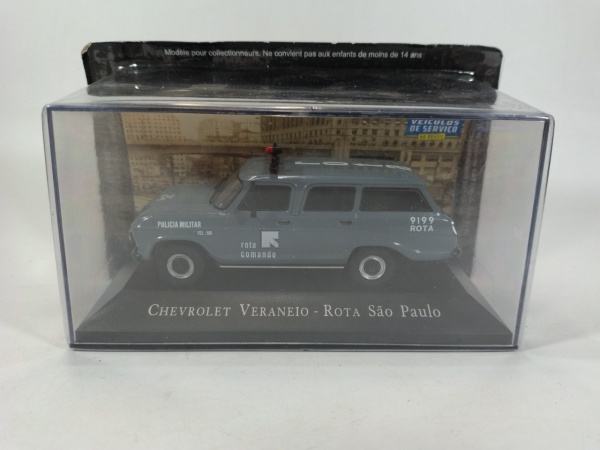 Modèle pour collectionneurs. Ne convient pas aux enfants de moins de 14 ans
VEÍCULOS
DE SERVIÇO
POLICIA MILITAR
rota
comando
9199
ROTA
CHEVROLET VERANEIO - ROTA SÃO PAULO